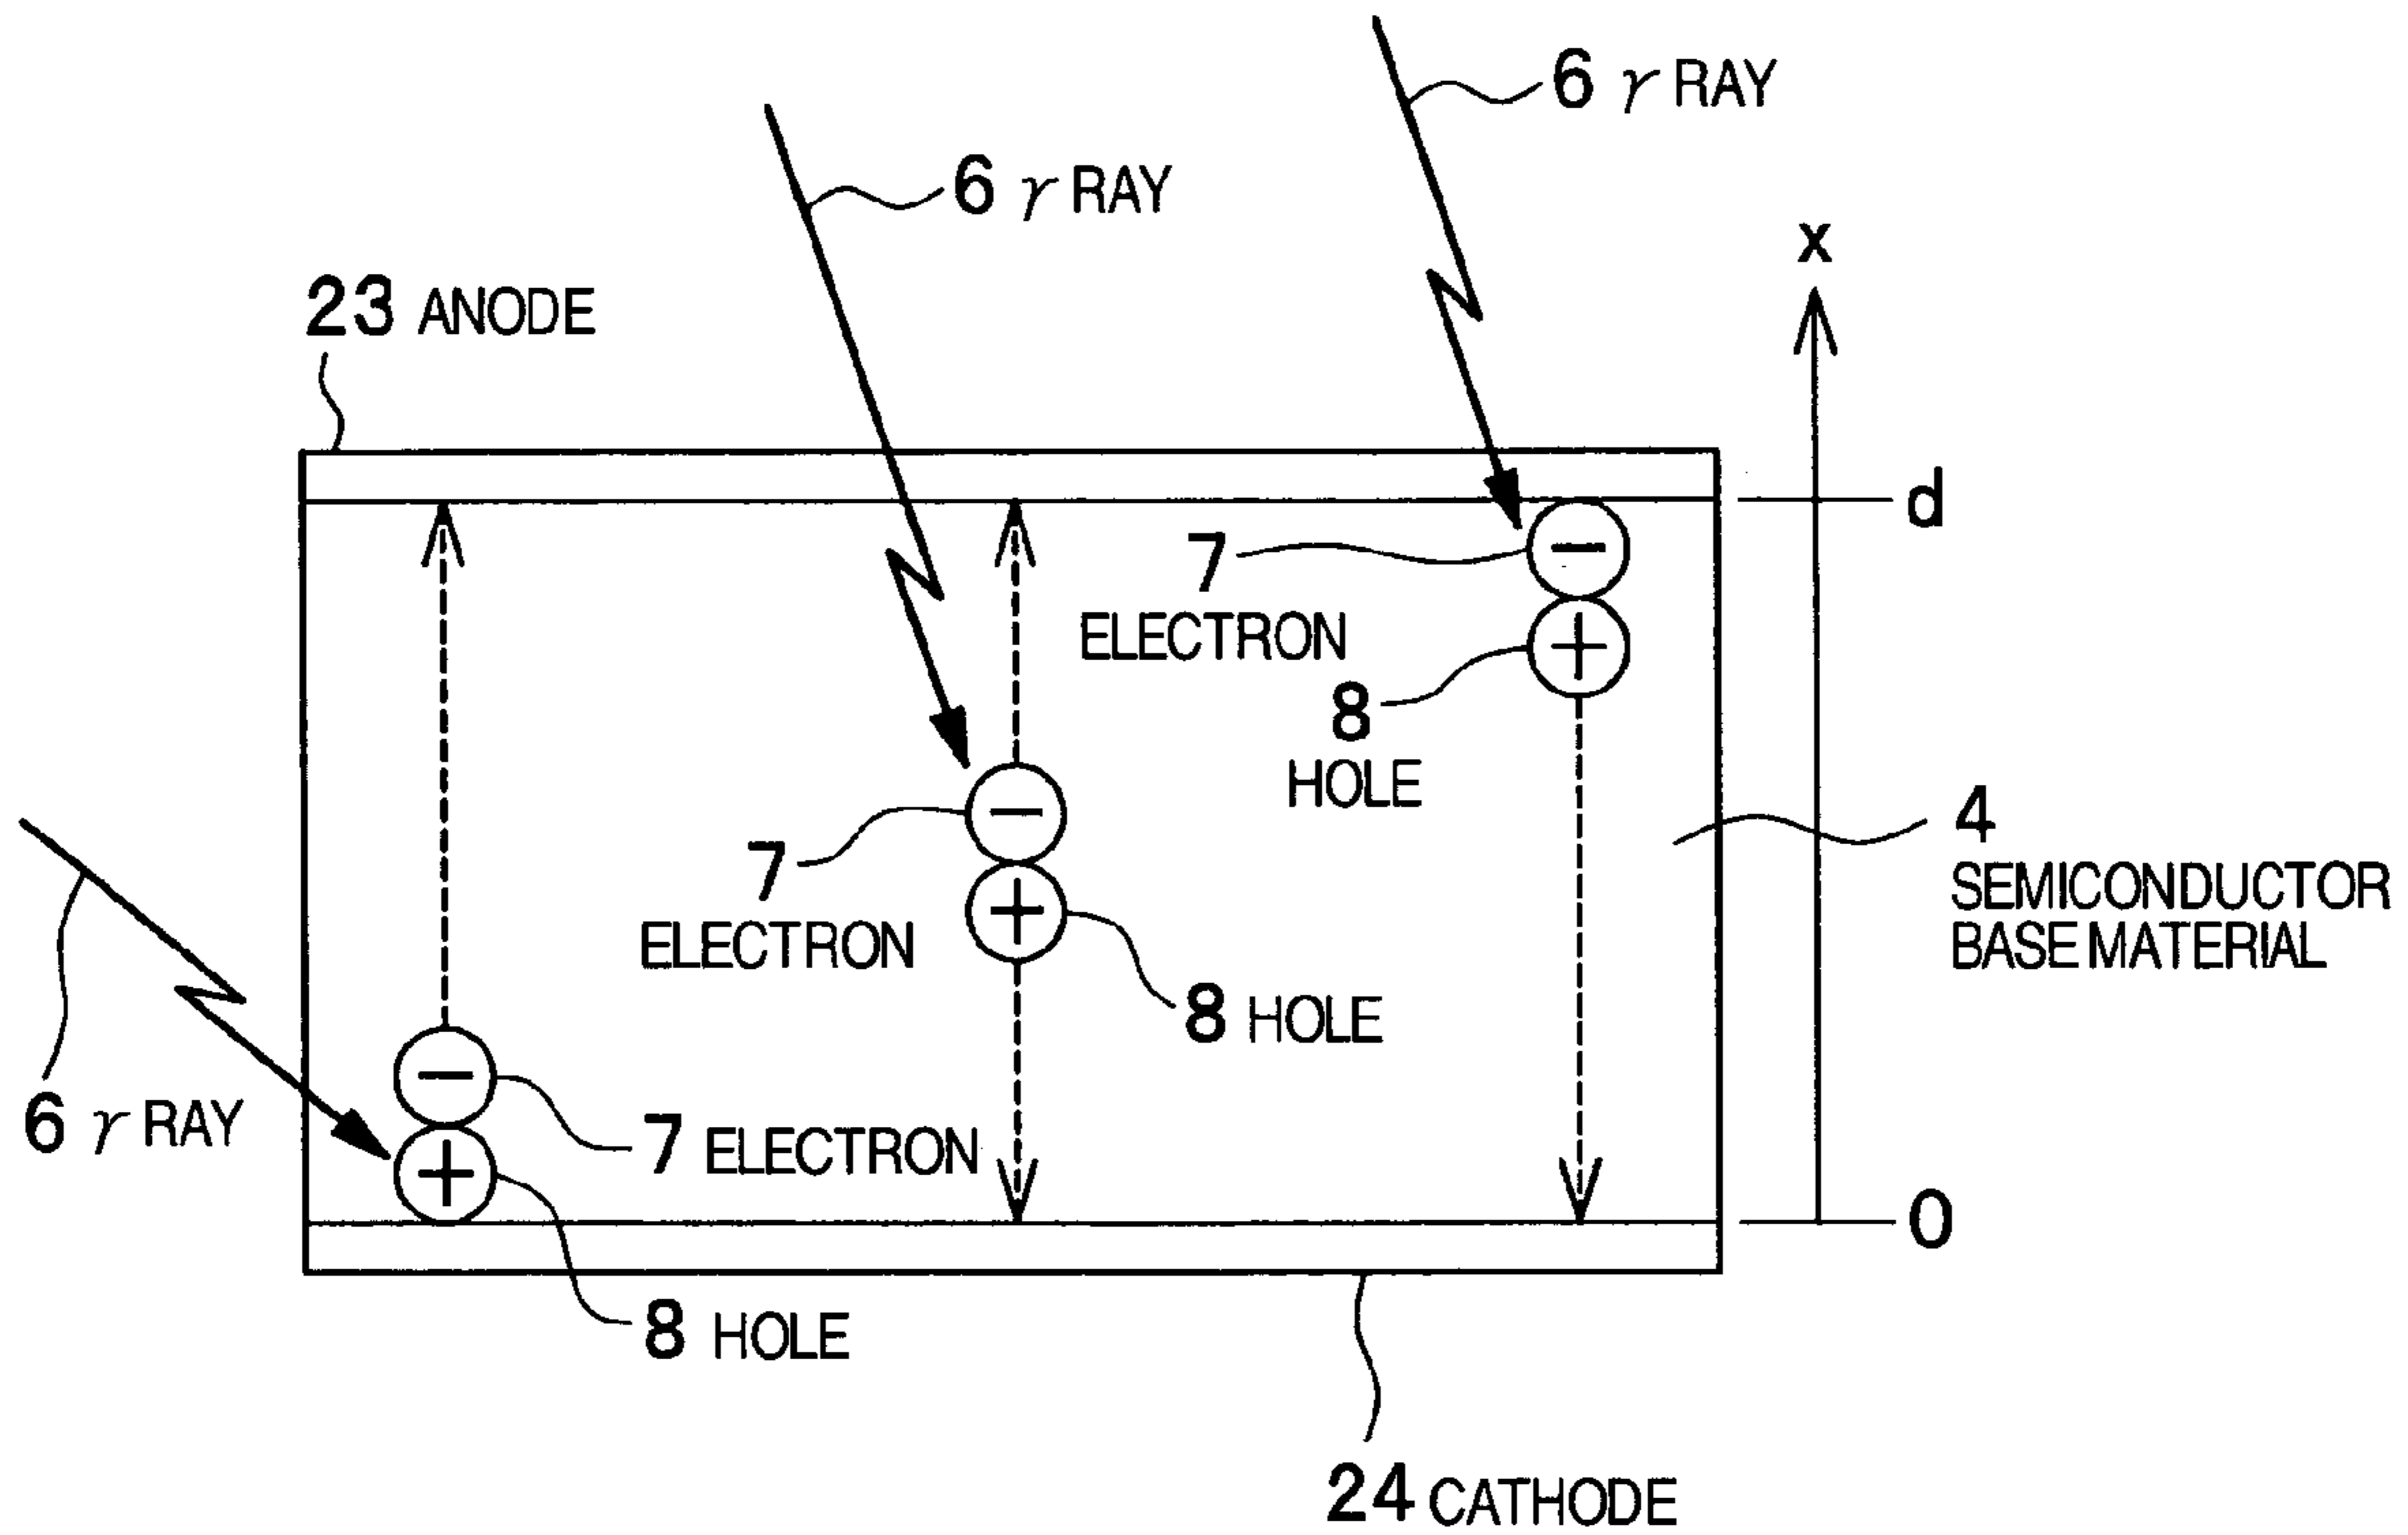 6 γ RAY
6 γ RAY
x
23 ANODE
d
7
ELECTRON
8
HOLE
4
SEMICONDUCTOR
BASE MATERIAL
7
ELECTRON
8 HOLE
6 γ RAY
7 ELECTRON
0
8 HOLE
24 CATHODE